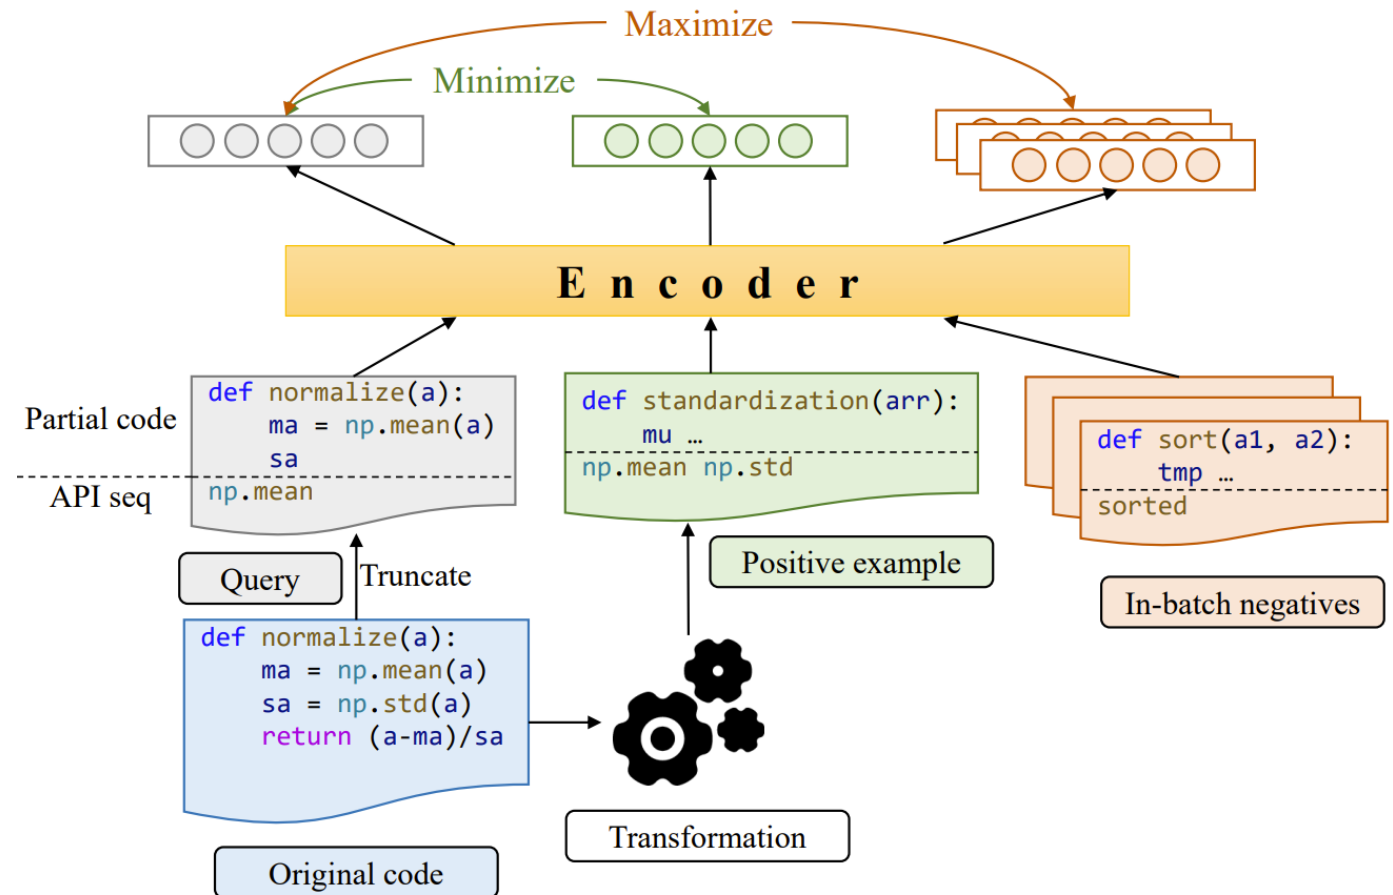 Maximize
Minimize
Encoder
Partial code
API seq
def normalize(a):
    ma = np.mean(a)
    sa
np.mean
def standardization(arr):
    mu …
np.mean np.std
def sort(a1, a2):
    tmp …
sorted
Query
Truncate
Positive example
In-batch negatives
def normalize(a):
    ma = np.mean(a)
    sa = np.std(a)
    return (a-ma)/sa
Transformation
Original code